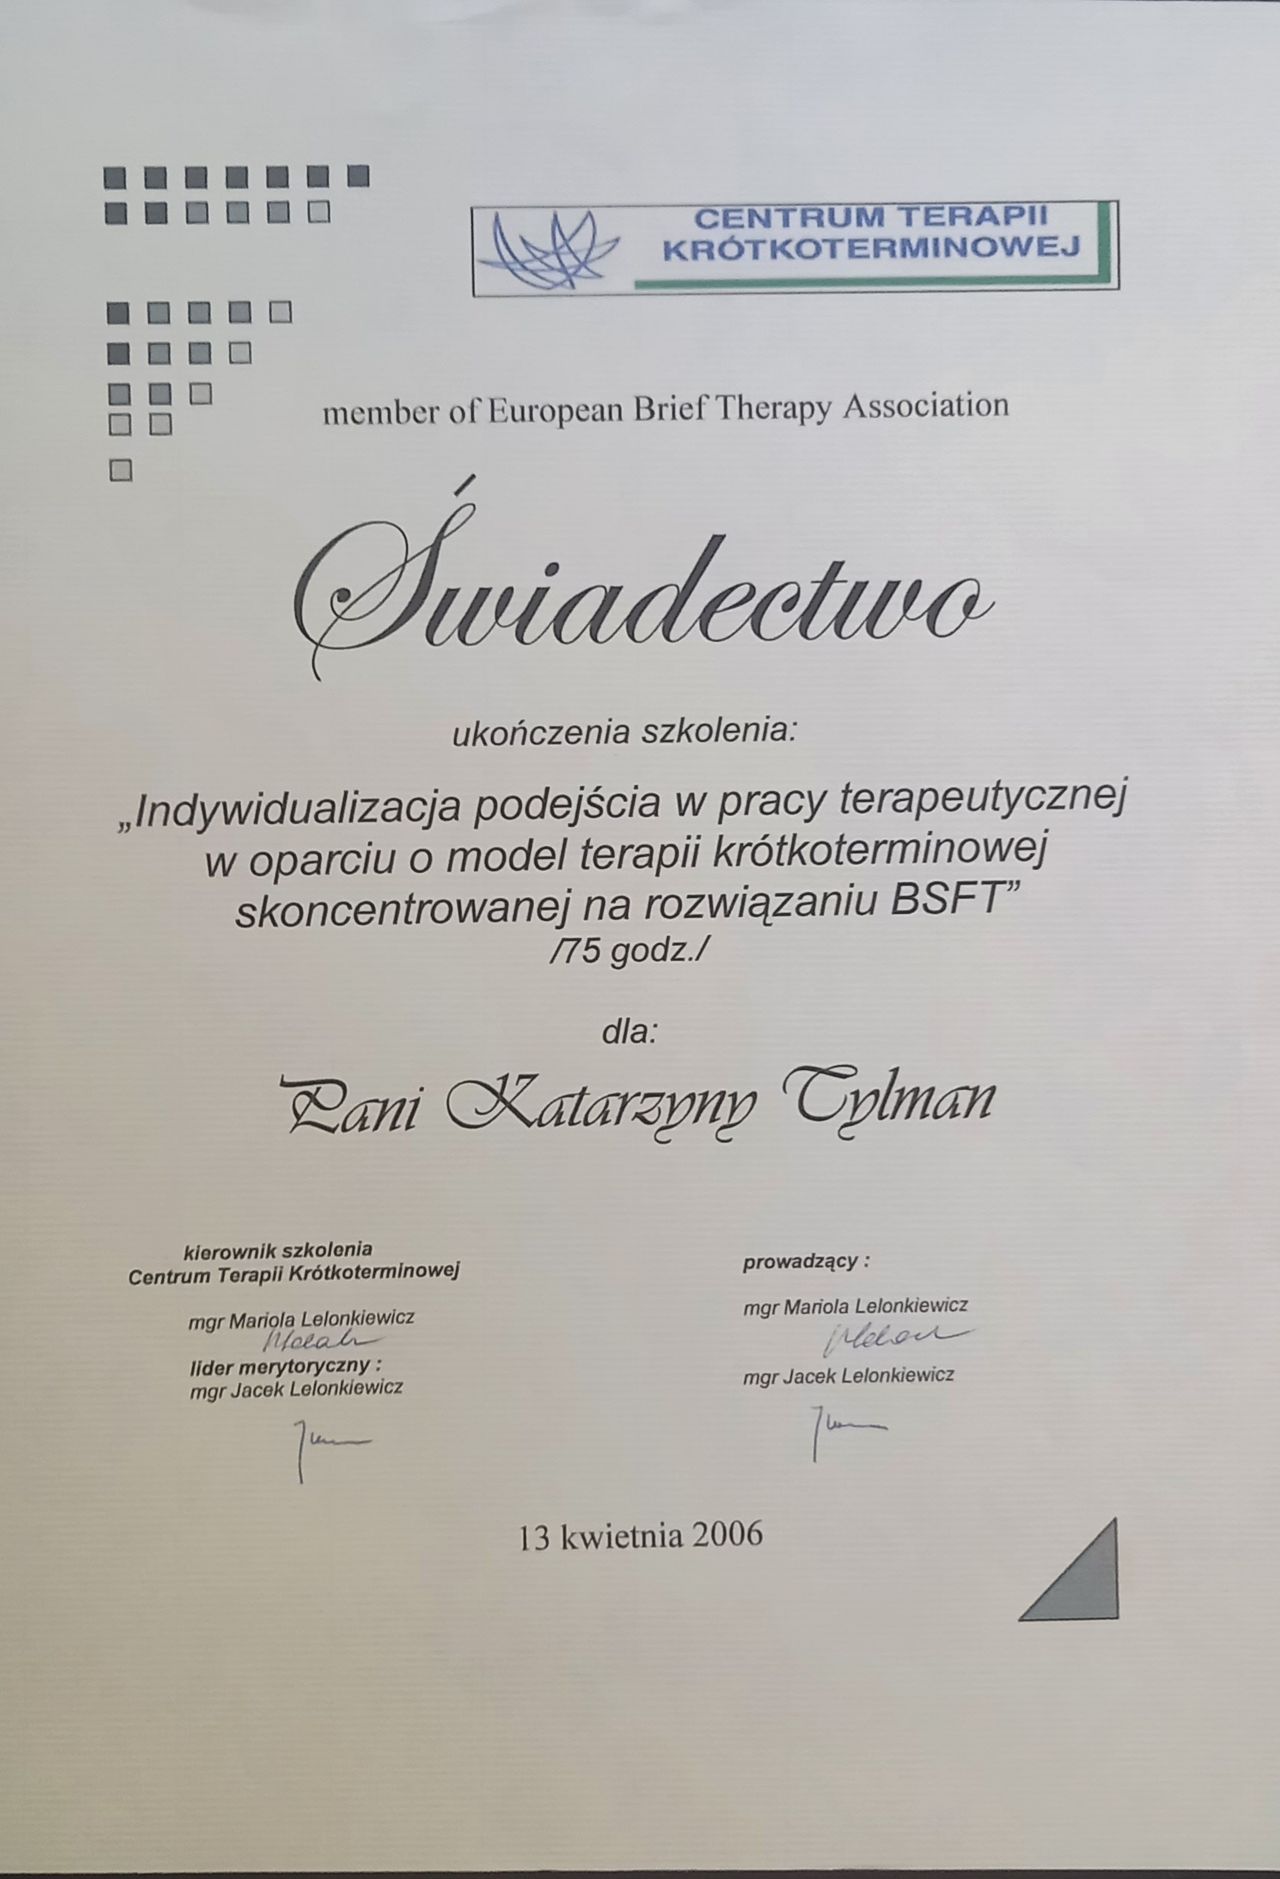 CENTRUM TERAPII
KRÓTKOTERMINOWEJ
member of European Brief Therapy Association
Świadectwo
ukończenia szkolenia:
„Indywidualizacja podejścia w pracy terapeutycznej
w oparciu o model terapii krótkoterminowej
skoncentrowanej na rozwiązaniu BSFT”
/75 godz./
dla:
Pani Katarzyny Tylman
kierownik szkolenia
Centrum Terapii Krótkoterminowej
mgr Mariola Lelonkiewicz
lider merytoryczny :
mgr Jacek Lelonkiewicz
prowadzący :
mgr Mariola Lelonkiewicz
mgr Jacek Lelonkiewicz
13 kwietnia 2006